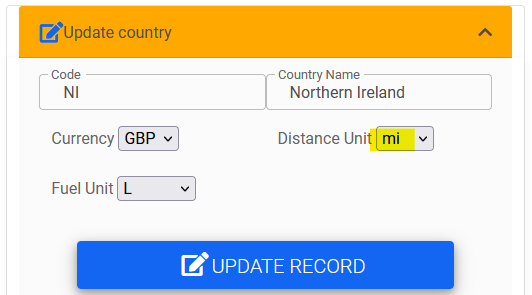 Update country
Code
NI
Country Name
Northern Ireland
Currency GBP
Distance Unit mi
Fuel Unit L
UPDATE RECORD